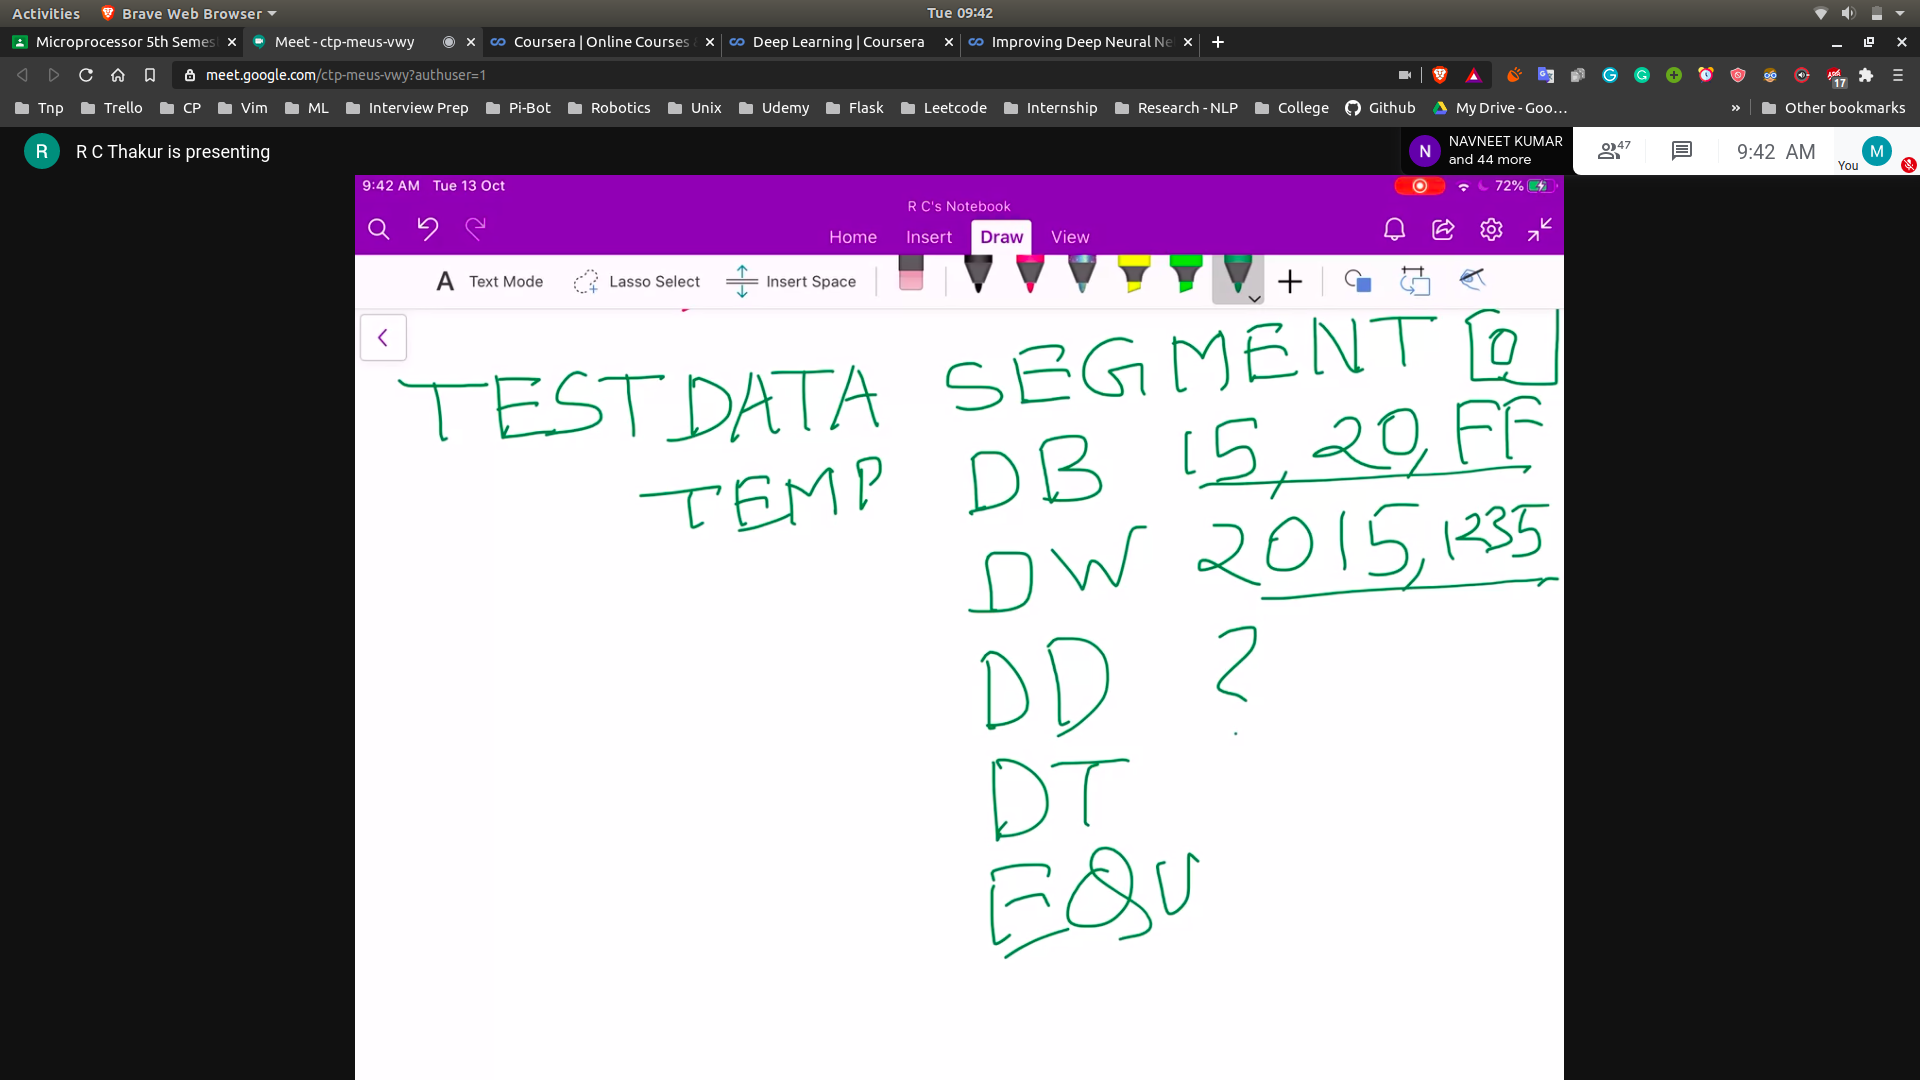 Activities Brave Web Browser Tue 09:42
Microprocessor 5th Semes Meet - ctp-meus-vwy Coursera | Online Courses Deep Learning | Coursera Improving Deep Neural Ne
meet.google.com/ctp-meus-vwy?authuser=1 17
Tnp Trello CP Vim ML Interview Prep Pi-Bot Robotics Unix Udemy Flask Leetcode Internship Research - NLP College Github My Drive - Goo... » Other bookmarks
R R C Thakur is presenting N NAVNEET KUMAR and 44 more 47 9:42 AM You M
9:42 AM Tue 13 Oct 72%
R C's Notebook
Home Insert Draw View
A Text Mode Lasso Select Insert Space
TESTDATA SEGMENT 0
TEMP DB 15, 20, FF
DW 2015, 1235
DD ?
DT
EQU